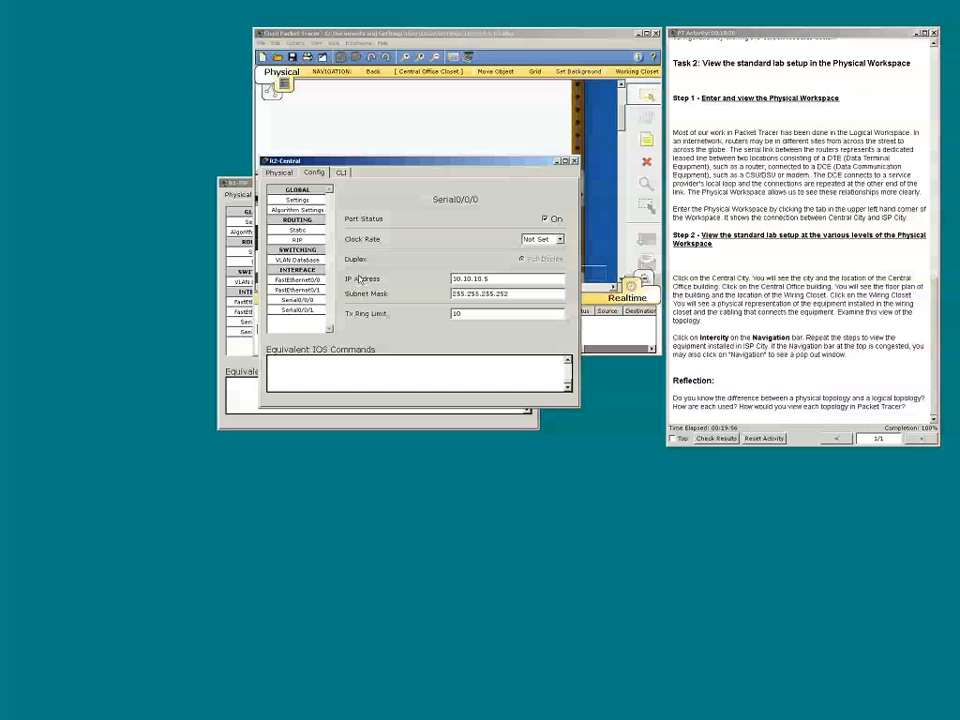 Physical
NAVIGATION:
Back
[ Central Office Closet ]
Move Object
Grid
Set Background
Working Closet
R2-Central
Physical
Config
CLI
GLOBAL
Settings
Algorithm Settings
ROUTING
Static
RIP
SWITCHING
VLAN Database
INTERFACE
FastEthernet0/0
FastEthernet0/1
Serial0/0/0
Serial0/0/1
Serial0/0/0
Port Status
On
Clock Rate
Not Set
Duplex
Full Duplex
IP Address
10.10.10.5
Subnet Mask
255.255.255.252
Tx Ring Limit
10
Equivalent IOS Commands
Physical
Equivale
Realtime
Source
Destination
PT Activity: 00:19:56
Task 2: View the standard lab setup in the Physical Workspace
Step 1 - Enter and view the Physical Workspace
Most of our work in Packet Tracer has been done in the Logical Workspace. In
an internetwork, routers may be in different sites from across the street to
across the globe. The serial link between the routers represents a dedicated
leased line between two locations consisting of a DTE (Data Terminal
Equipment), such as a router, connected to a DCE (Data Communication
Equipment), such as a CSU/DSU or modem. The DCE connects to a service
provider's local loop and the connections are repeated at the other end of the
link. The Physical Workspace allows us to see these relationships more clearly.
Enter the Physical Workspace by clicking the tab in the upper left hand corner of
the Workspace. It shows the connection between Central City and ISP City.
Step 2 - View the standard lab setup at the various levels of the Physical
Workspace
Click on the Central City. You will see the city and the location of the Central
Office building. Click on the Central Office building. You will see the floor plan of
the building and the location of the Wiring Closet. Click on the Wiring Closet
You will see a physical representation of the equipment installed in the wiring
closet and the cabling that connects the equipment. Examine this view of the
topology.
Click on Intercity on the Navigation bar. Repeat the steps to view the
equipment installed in ISP City. If the Navigation bar at the top is congested, you
may also click on "Navigation" to see a pop out window.
Reflection:
Do you know the difference between a physical topology and a logical topology?
How are each used? How would you view each topology in Packet Tracer?
Time Elapsed: 00:19:56
Completion: 100%
Top
Check Results
Reset Activity
<
1/1
>